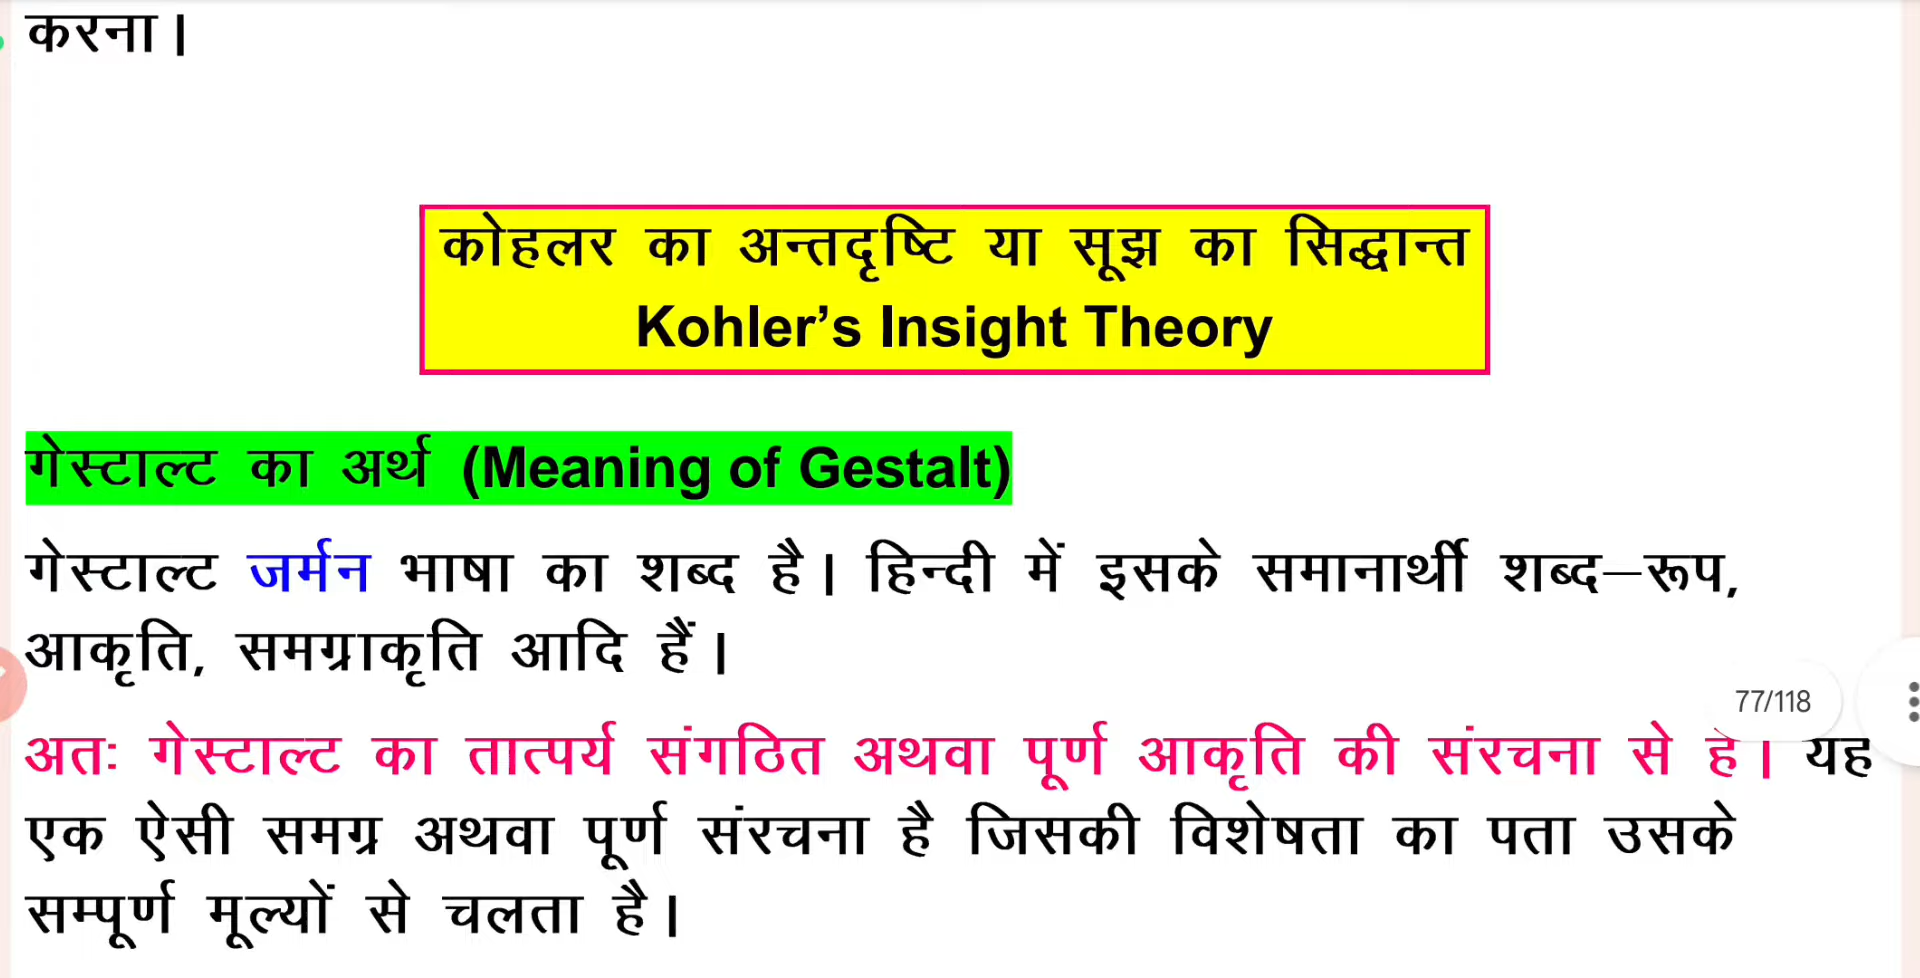 करना।
कोहलर का अन्तदृष्टि या सूझ का सिद्धान्त
Kohler’s Insight Theory
गेस्टाल्ट का अर्थ (Meaning of Gestalt)
गेस्टाल्ट जर्मन भाषा का शब्द है। हिन्दी में इसके समानार्थी शब्द–रूप,
आकृति, समग्राकृति आदि हैं।
77/118
अतः गेस्टाल्ट का तात्पर्य संगठित अथवा पूर्ण आकृति की संरचना से है। यह
एक ऐसी समग्र अथवा पूर्ण संरचना है जिसकी विशेषता का पता उसके
सम्पूर्ण मूल्यों से चलता है।